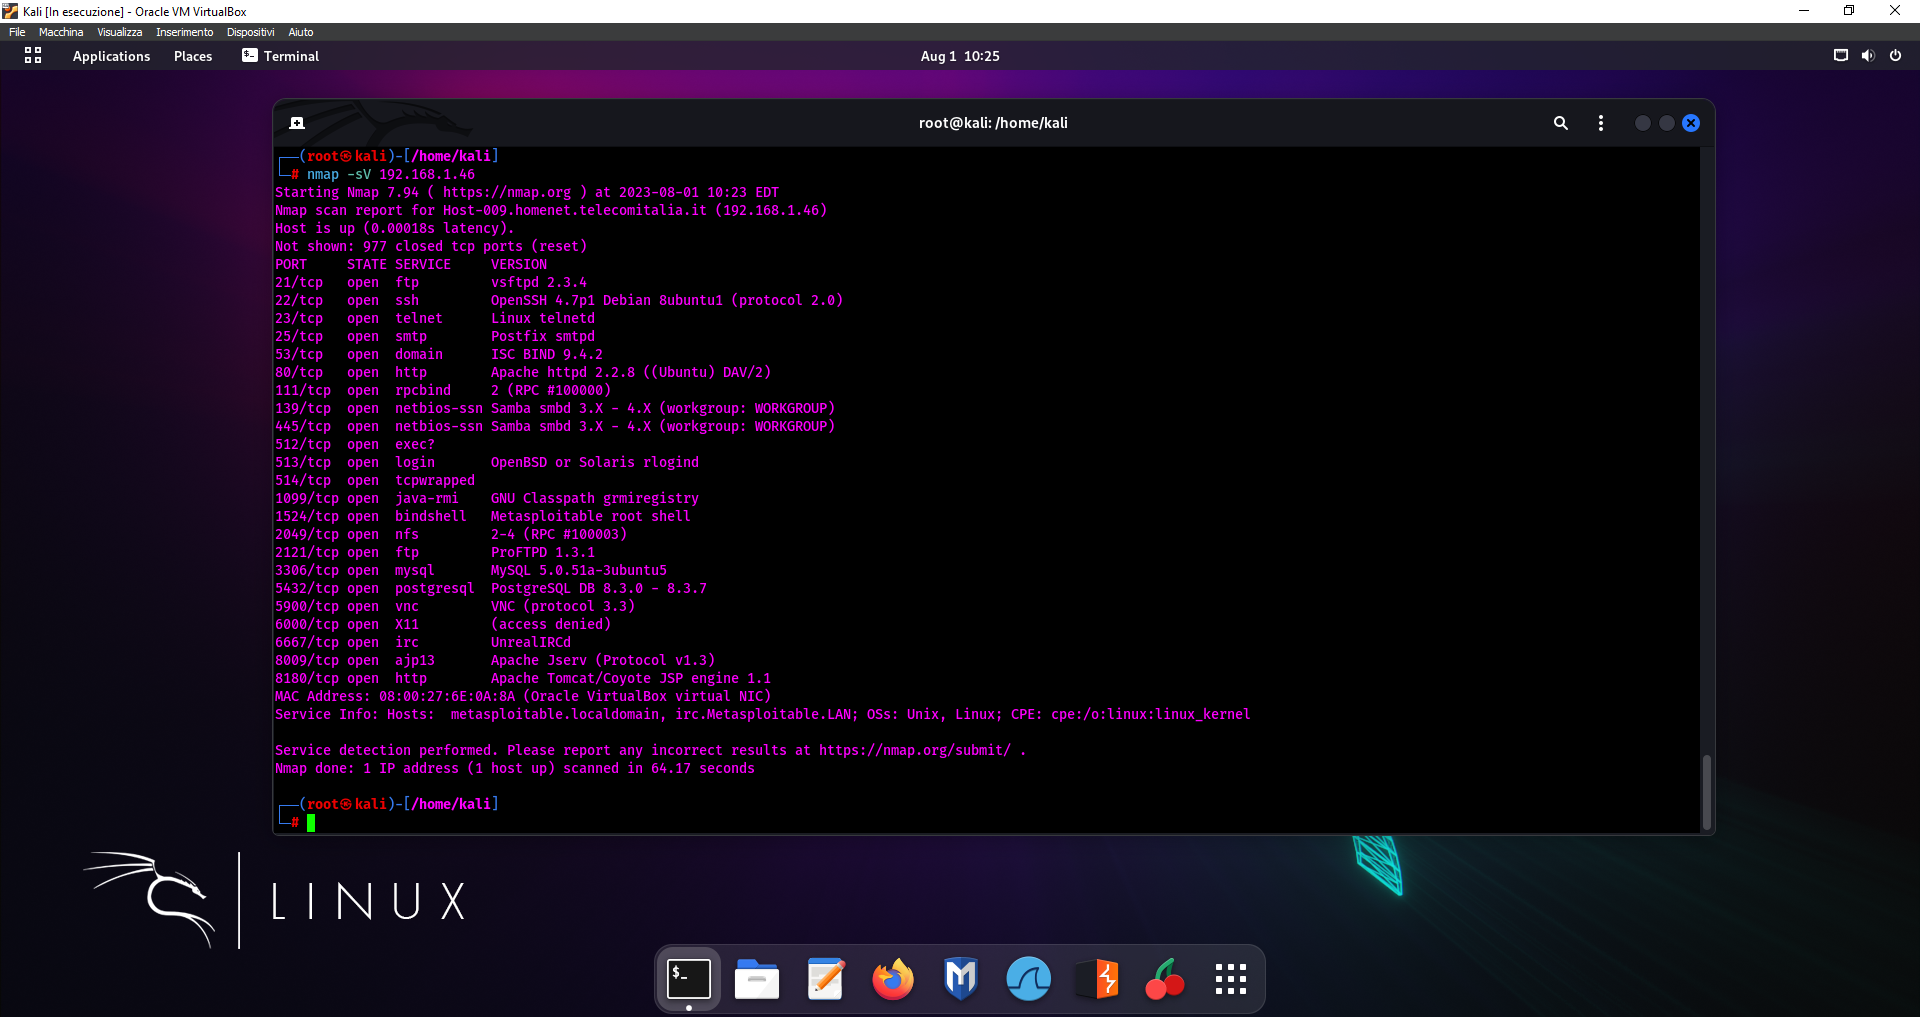 Kali [In esecuzione] - Oracle VM VirtualBox
File Macchina Visualizza Inserimento Dispositivi Aiuto
Applications Places Terminal Aug 1 10:25
root@kali: /home/kali
┌──(root㉿kali)-[/home/kali]
└─# nmap -sV 192.168.1.46
Starting Nmap 7.94 ( https://nmap.org ) at 2023-08-01 10:23 EDT
Nmap scan report for Host-009.homenet.telecomitalia.it (192.168.1.46)
Host is up (0.00018s latency).
Not shown: 977 closed tcp ports (reset)
PORT     STATE SERVICE     VERSION
21/tcp   open  ftp         vsftpd 2.3.4
22/tcp   open  ssh         OpenSSH 4.7p1 Debian 8ubuntu1 (protocol 2.0)
23/tcp   open  telnet      Linux telnetd
25/tcp   open  smtp        Postfix smtpd
53/tcp   open  domain      ISC BIND 9.4.2
80/tcp   open  http        Apache httpd 2.2.8 ((Ubuntu) DAV/2)
111/tcp  open  rpcbind     2 (RPC #100000)
139/tcp  open  netbios-ssn Samba smbd 3.X - 4.X (workgroup: WORKGROUP)
445/tcp  open  netbios-ssn Samba smbd 3.X - 4.X (workgroup: WORKGROUP)
512/tcp  open  exec?
513/tcp  open  login       OpenBSD or Solaris rlogind
514/tcp  open  tcpwrapped
1099/tcp open  java-rmi    GNU Classpath grmiregistry
1524/tcp open  bindshell   Metasploitable root shell
2049/tcp open  nfs         2-4 (RPC #100003)
2121/tcp open  ftp         ProFTPD 1.3.1
3306/tcp open  mysql       MySQL 5.0.51a-3ubuntu5
5432/tcp open  postgresql  PostgreSQL DB 8.3.0 - 8.3.7
5900/tcp open  vnc         VNC (protocol 3.3)
6000/tcp open  X11         (access denied)
6667/tcp open  irc         UnrealIRCd
8009/tcp open  ajp13       Apache Jserv (Protocol v1.3)
8180/tcp open  http        Apache Tomcat/Coyote JSP engine 1.1
MAC Address: 08:00:27:6E:0A:8A (Oracle VirtualBox virtual NIC)
Service Info: Hosts:  metasploitable.localdomain, irc.Metasploitable.LAN; OSs: Unix, Linux; CPE: cpe:/o:linux:linux_kernel
Service detection performed. Please report any incorrect results at https://nmap.org/submit/ .
Nmap done: 1 IP address (1 host up) scanned in 64.17 seconds
┌──(root㉿kali)-[/home/kali]
└─#
LINUX
$_